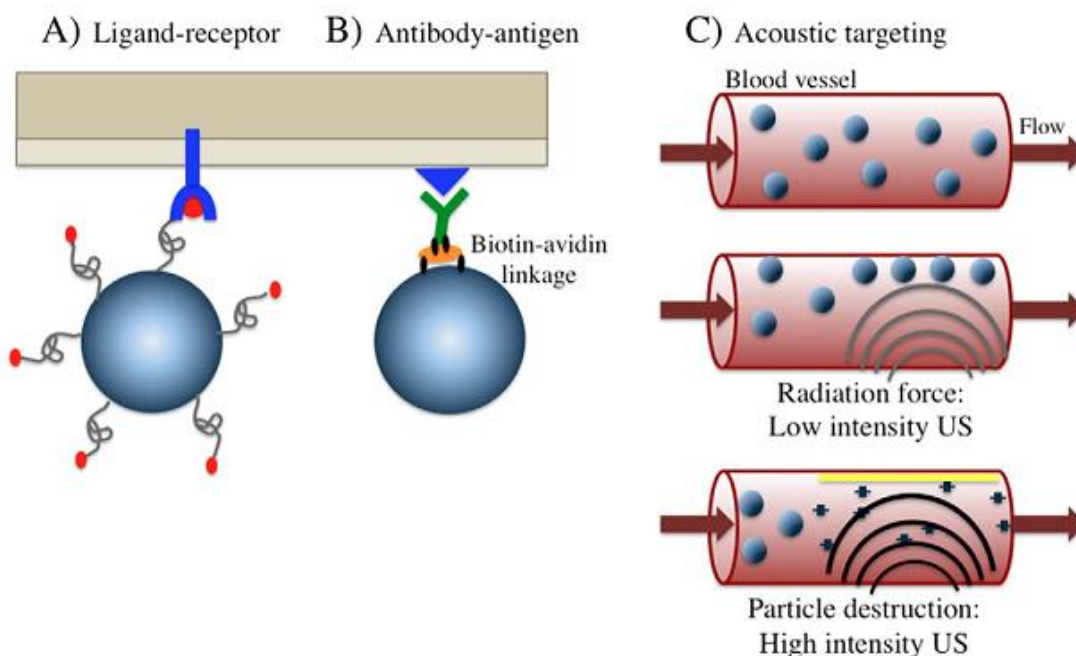 A) Ligand-receptor
B) Antibody-antigen
Biotin-avidin
linkage
C) Acoustic targeting
Blood vessel
Flow
Radiation force:
Low intensity US
Particle destruction:
High intensity US